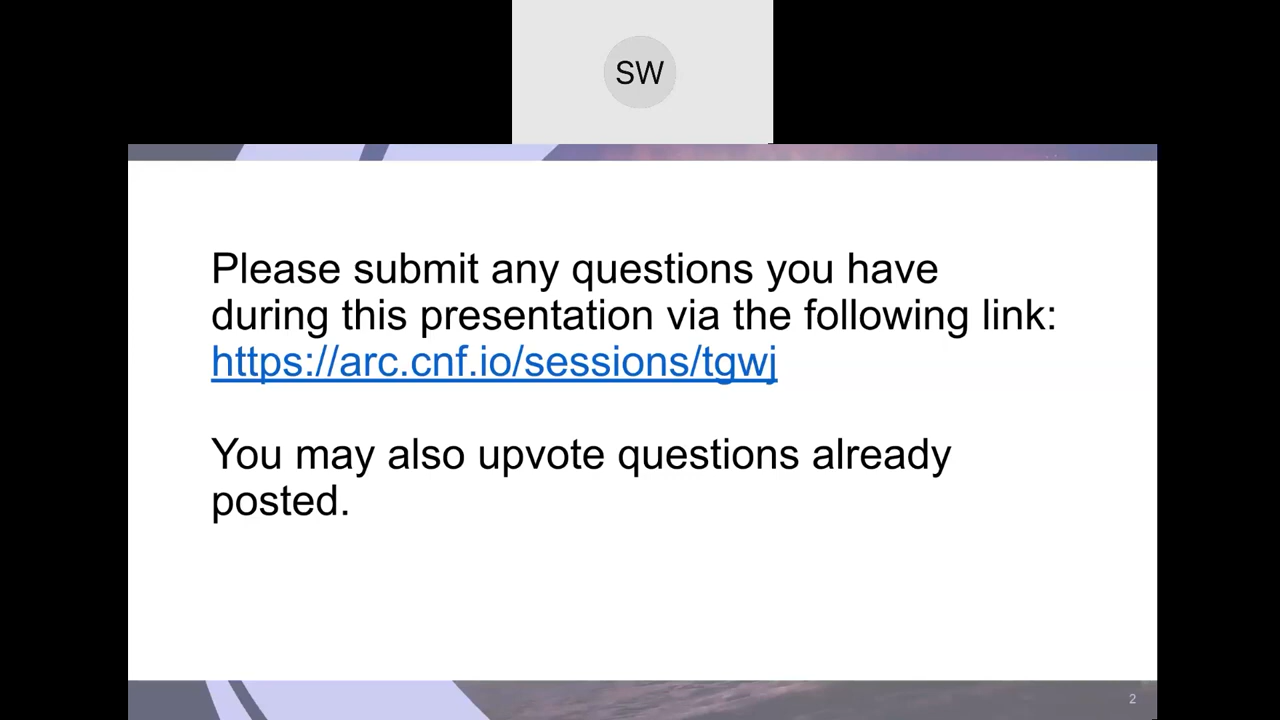 SW
Please submit any questions you have
during this presentation via the following link:
https://arc.cnf.io/sessions/tgwj
You may also upvote questions already
posted.
2